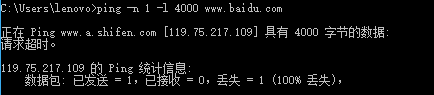 C:\Users\lenovo>ping -n 1 -l 4000 www.baidu.com
正在 Ping www.a.shifen.com [119.75.217.109] 具有 4000 字节的数据:
请求超时。
119.75.217.109 的 Ping 统计信息:
数据包: 已发送 = 1，已接收 = 0，丢失 = 1 (100% 丢失)，